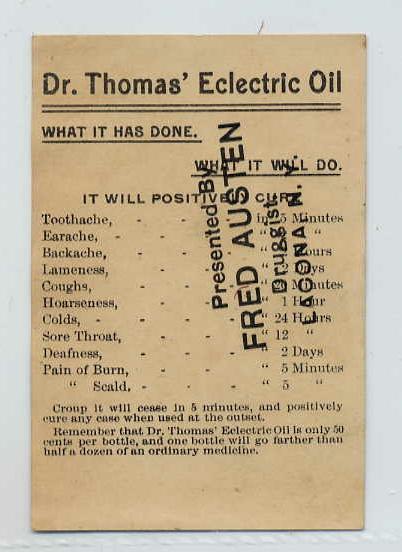 Dr. Thomas' Eclectric Oil
WHAT IT HAS DONE.
WHAT IT WILL DO.
IT WILL POSITIVELY CURE
Toothache, - - - - in 5 Minutes
Earache, - - - - " "
Backache, - - - - Hours
Lameness, - - - - " Days
Coughs, - - - - Minutes
Hoarseness, - - - " 1 Hour
Colds, - - - - " 24 Hours
Sore Throat, - - - " 12 "
Deafness, - - - " 2 Days
Pain of Burn, - - - " 5 Minutes
" Scald, - - - - " 5 "
Croup it will cease in 5 minutes, and positively
cure any case when used at the outset.
Remember that Dr. Thomas' Eclectric Oil is only 50
cents per bottle, and one bottle will go farther than
half a dozen of an ordinary medicine.
Presented By
FRED AUSTEN
Druggist.
LACONA N. Y.